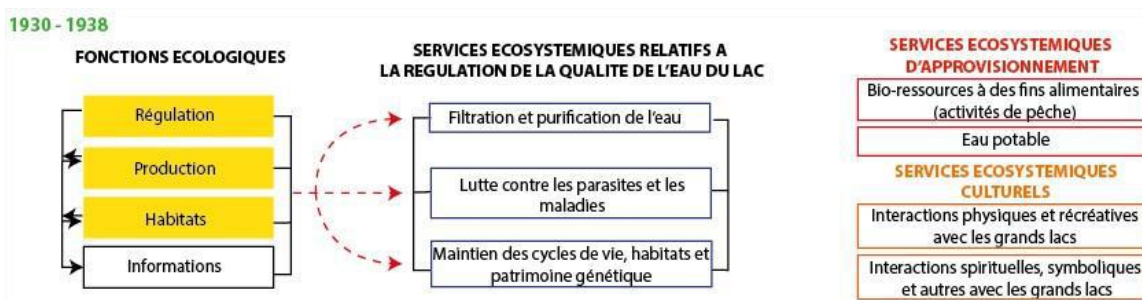 1930 - 1938
FONCTIONS ECOLOGIQUES
Régulation
Production
Habitats
Informations
SERVICES ECOSYSTEMIQUES RELATIFS A
LA REGULATION DE LA QUALITE DE L'EAU DU LAC
Filtration et purification de l'eau
Lutte contre les parasites et les
maladies
Maintien des cycles de vie, habitats et
patrimoine génétique
SERVICES ECOSYSTEMIQUES
D'APPROVISIONNEMENT
Bio-ressources à des fins alimentaires
(activités de pêche)
Eau potable
SERVICES ECOSYSTEMIQUES
CULTURELS
Interactions physiques et récréatives
avec les grands lacs
Interactions spirituelles, symboliques
et autres avec les grands lacs